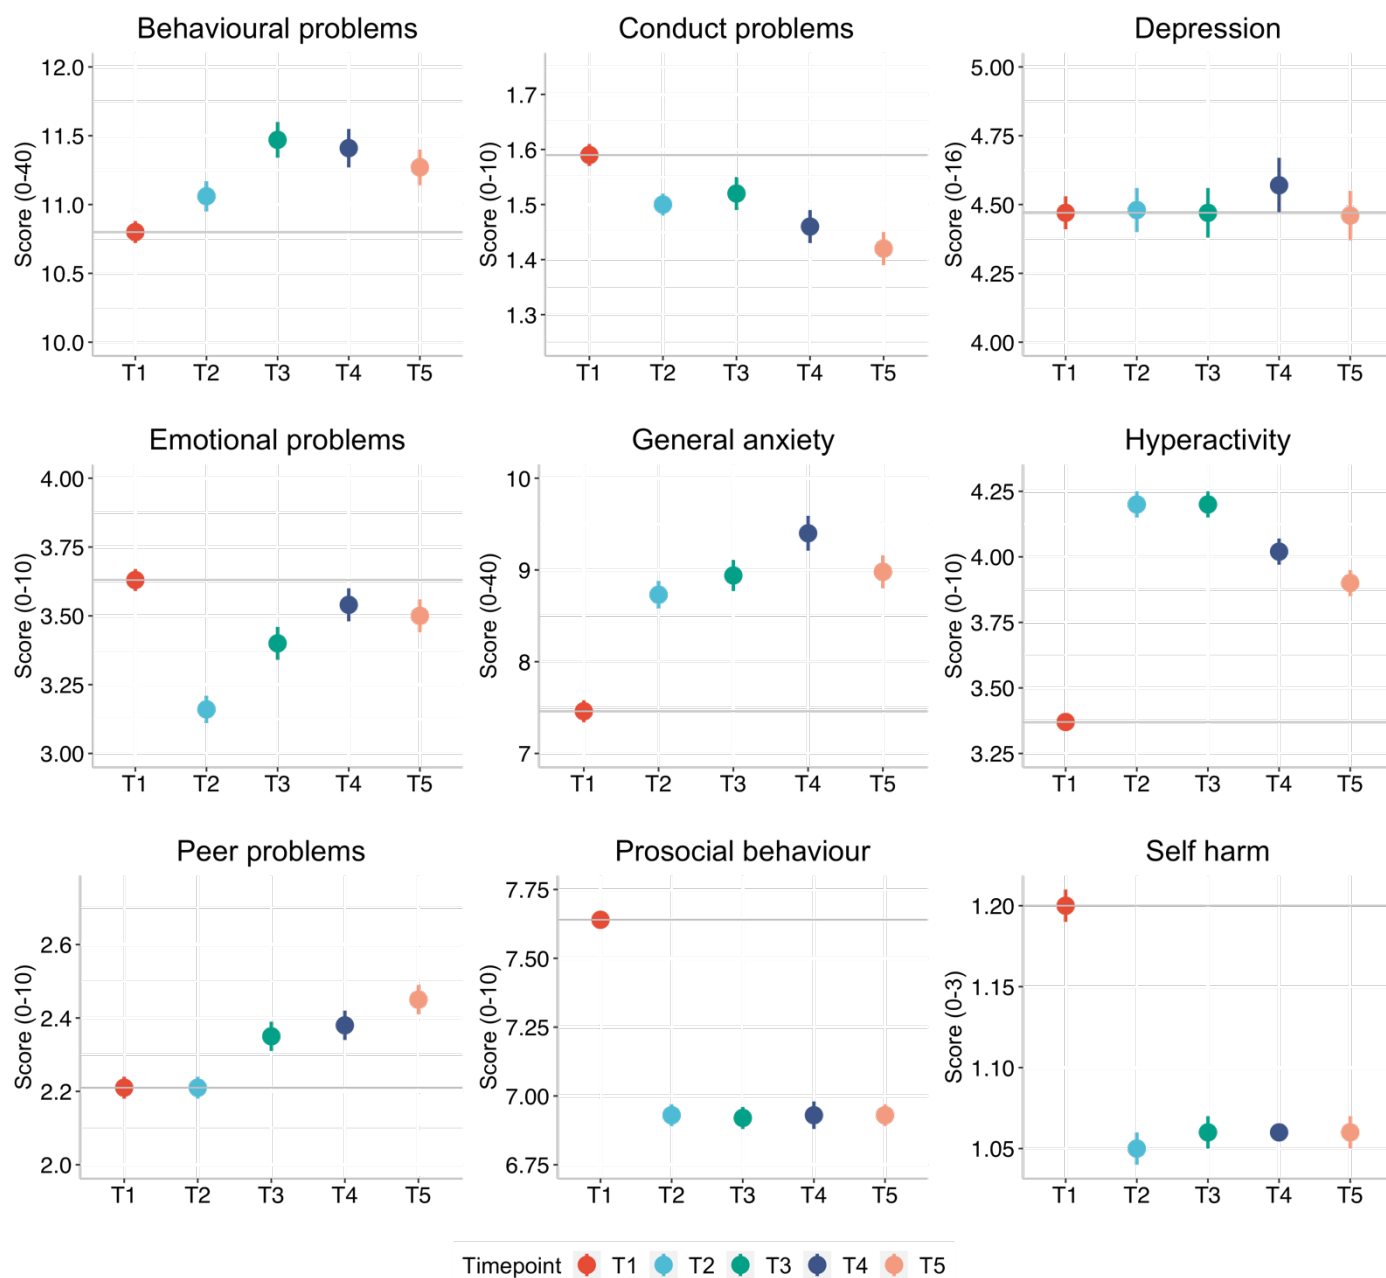 Behavioural problems
Score (0-40)
12.0
11.5
11.0
10.5
10.0
T1 T2 T3 T4 T5
Conduct problems
Score (0-10)
1.7
1.6
1.5
1.4
1.3
T1 T2 T3 T4 T5
Depression
Score (0-16)
5.00
4.75
4.50
4.25
4.00
T1 T2 T3 T4 T5
Emotional problems
Score (0-10)
4.00
3.75
3.50
3.25
3.00
T1 T2 T3 T4 T5
General anxiety
Score (0-40)
10
9
8
7
T1 T2 T3 T4 T5
Hyperactivity
Score (0-10)
4.25
4.00
3.75
3.50
3.25
T1 T2 T3 T4 T5
Peer problems
Score (0-10)
2.6
2.4
2.2
2.0
T1 T2 T3 T4 T5
Prosocial behaviour
Score (0-10)
7.75
7.50
7.25
7.00
6.75
T1 T2 T3 T4 T5
Self harm
Score (0-3)
1.20
1.15
1.10
1.05
T1 T2 T3 T4 T5
Timepoint T1 T2 T3 T4 T5